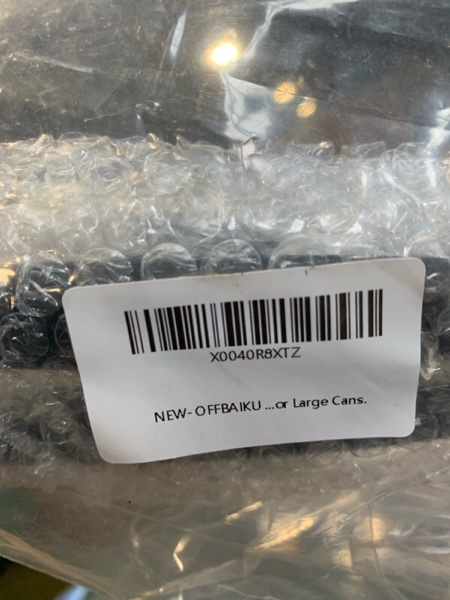 X0040R8XTZ
NEW- OFFBAIKU ...or Large Cans.